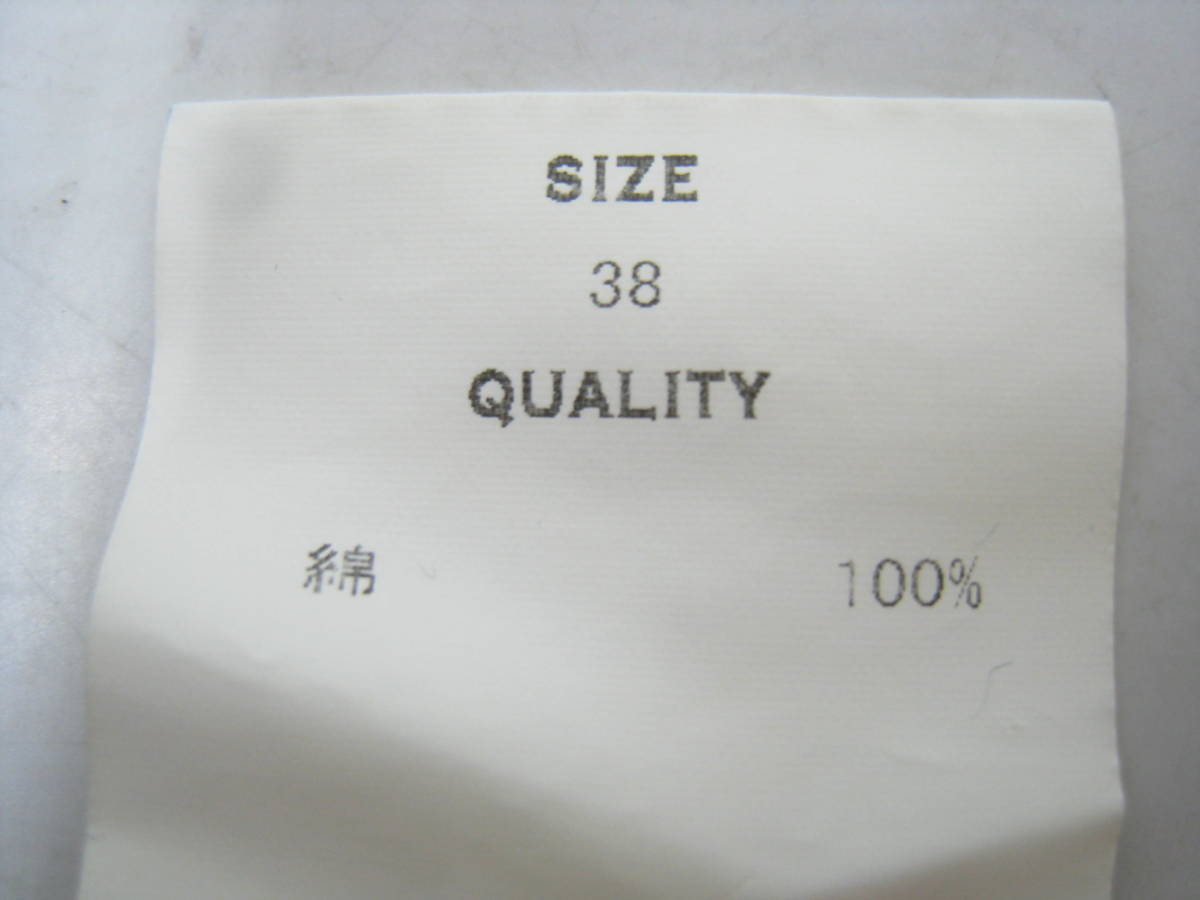 SIZE
38
QUALITY
綿 100%